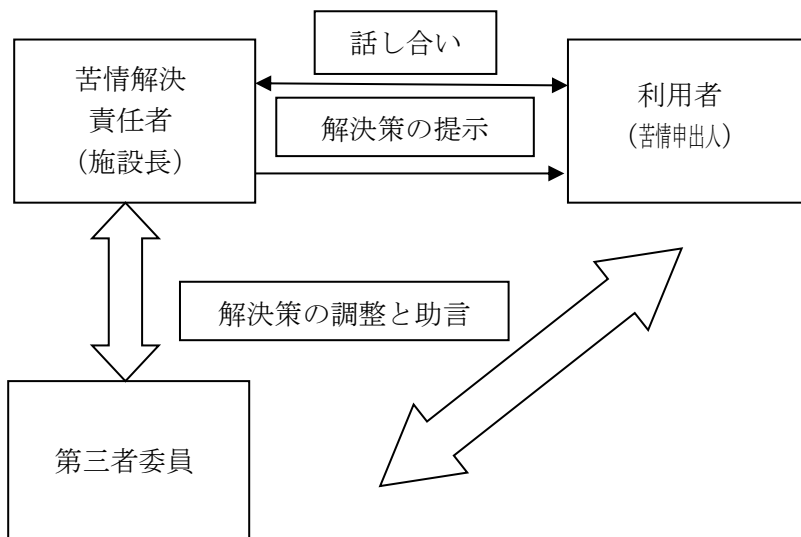 話し合い
苦情解決
責任者
（施設長）
解決策の提示
利用者
（苦情申出人）
解決策の調整と助言
第三者委員